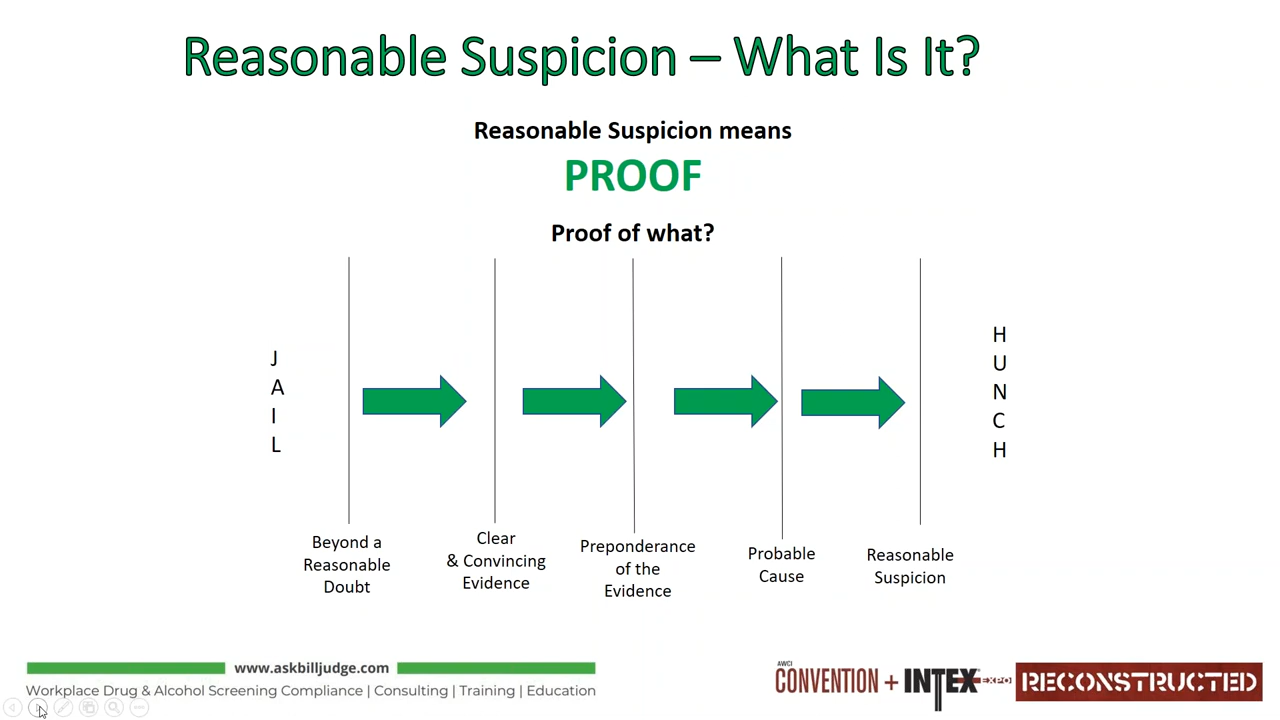 Reasonable Suspicion – What Is It?
Reasonable Suspicion means
PROOF
Proof of what?
J
A
I
L
H
U
N
C
H
Beyond a
Reasonable
Doubt
Clear
& Convincing
Evidence
Preponderance
of the
Evidence
Probable
Cause
Reasonable
Suspicion
www.askbilljudge.com
Workplace Drug & Alcohol Screening Compliance | Consulting | Training | Education
AWCI
CONVENTION + INTEX EXPO RECONSTRUCTED